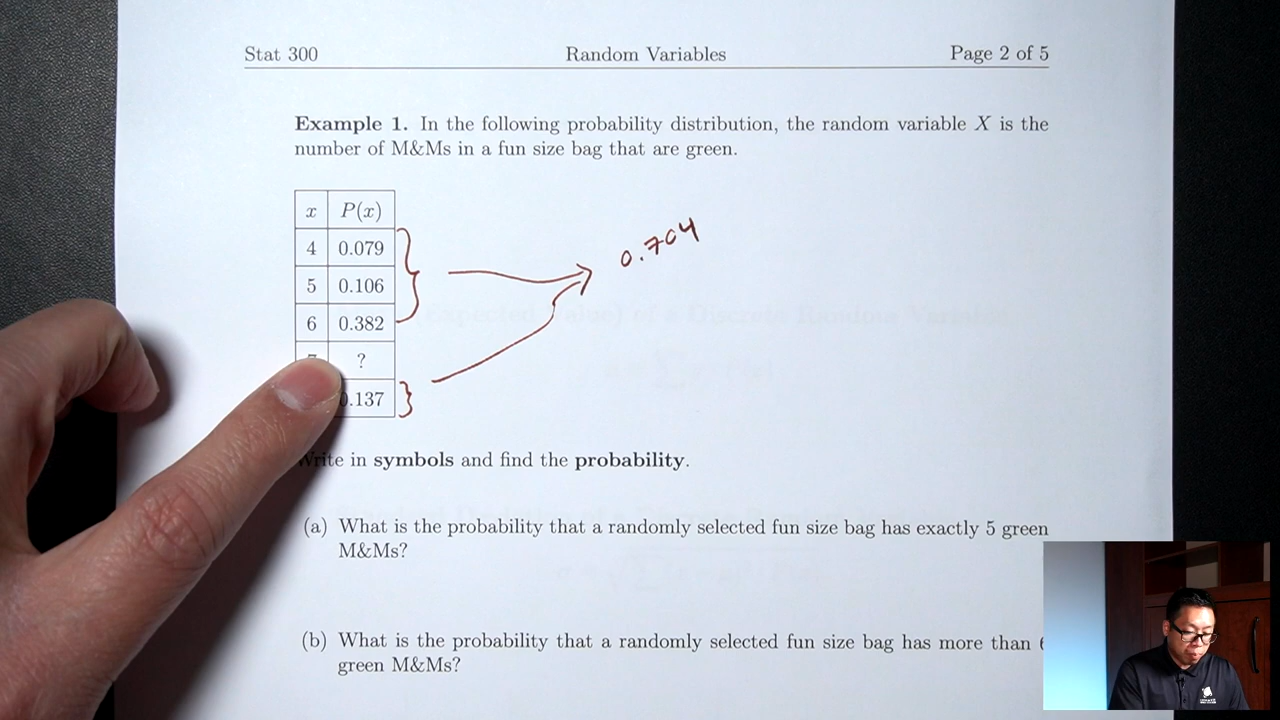 Stat 300 Random Variables Page 2 of 5
Example 1. In the following probability distribution, the random variable X is the
number of M&Ms in a fun size bag that are green.
x P(x)
4 0.079
5 0.106
6 0.382
?
.137
0.704
Write in symbols and find the probability.
(a) What is the probability that a randomly selected fun size bag has exactly 5 green
M&Ms?
(b) What is the probability that a randomly selected fun size bag has more than
green M&Ms?